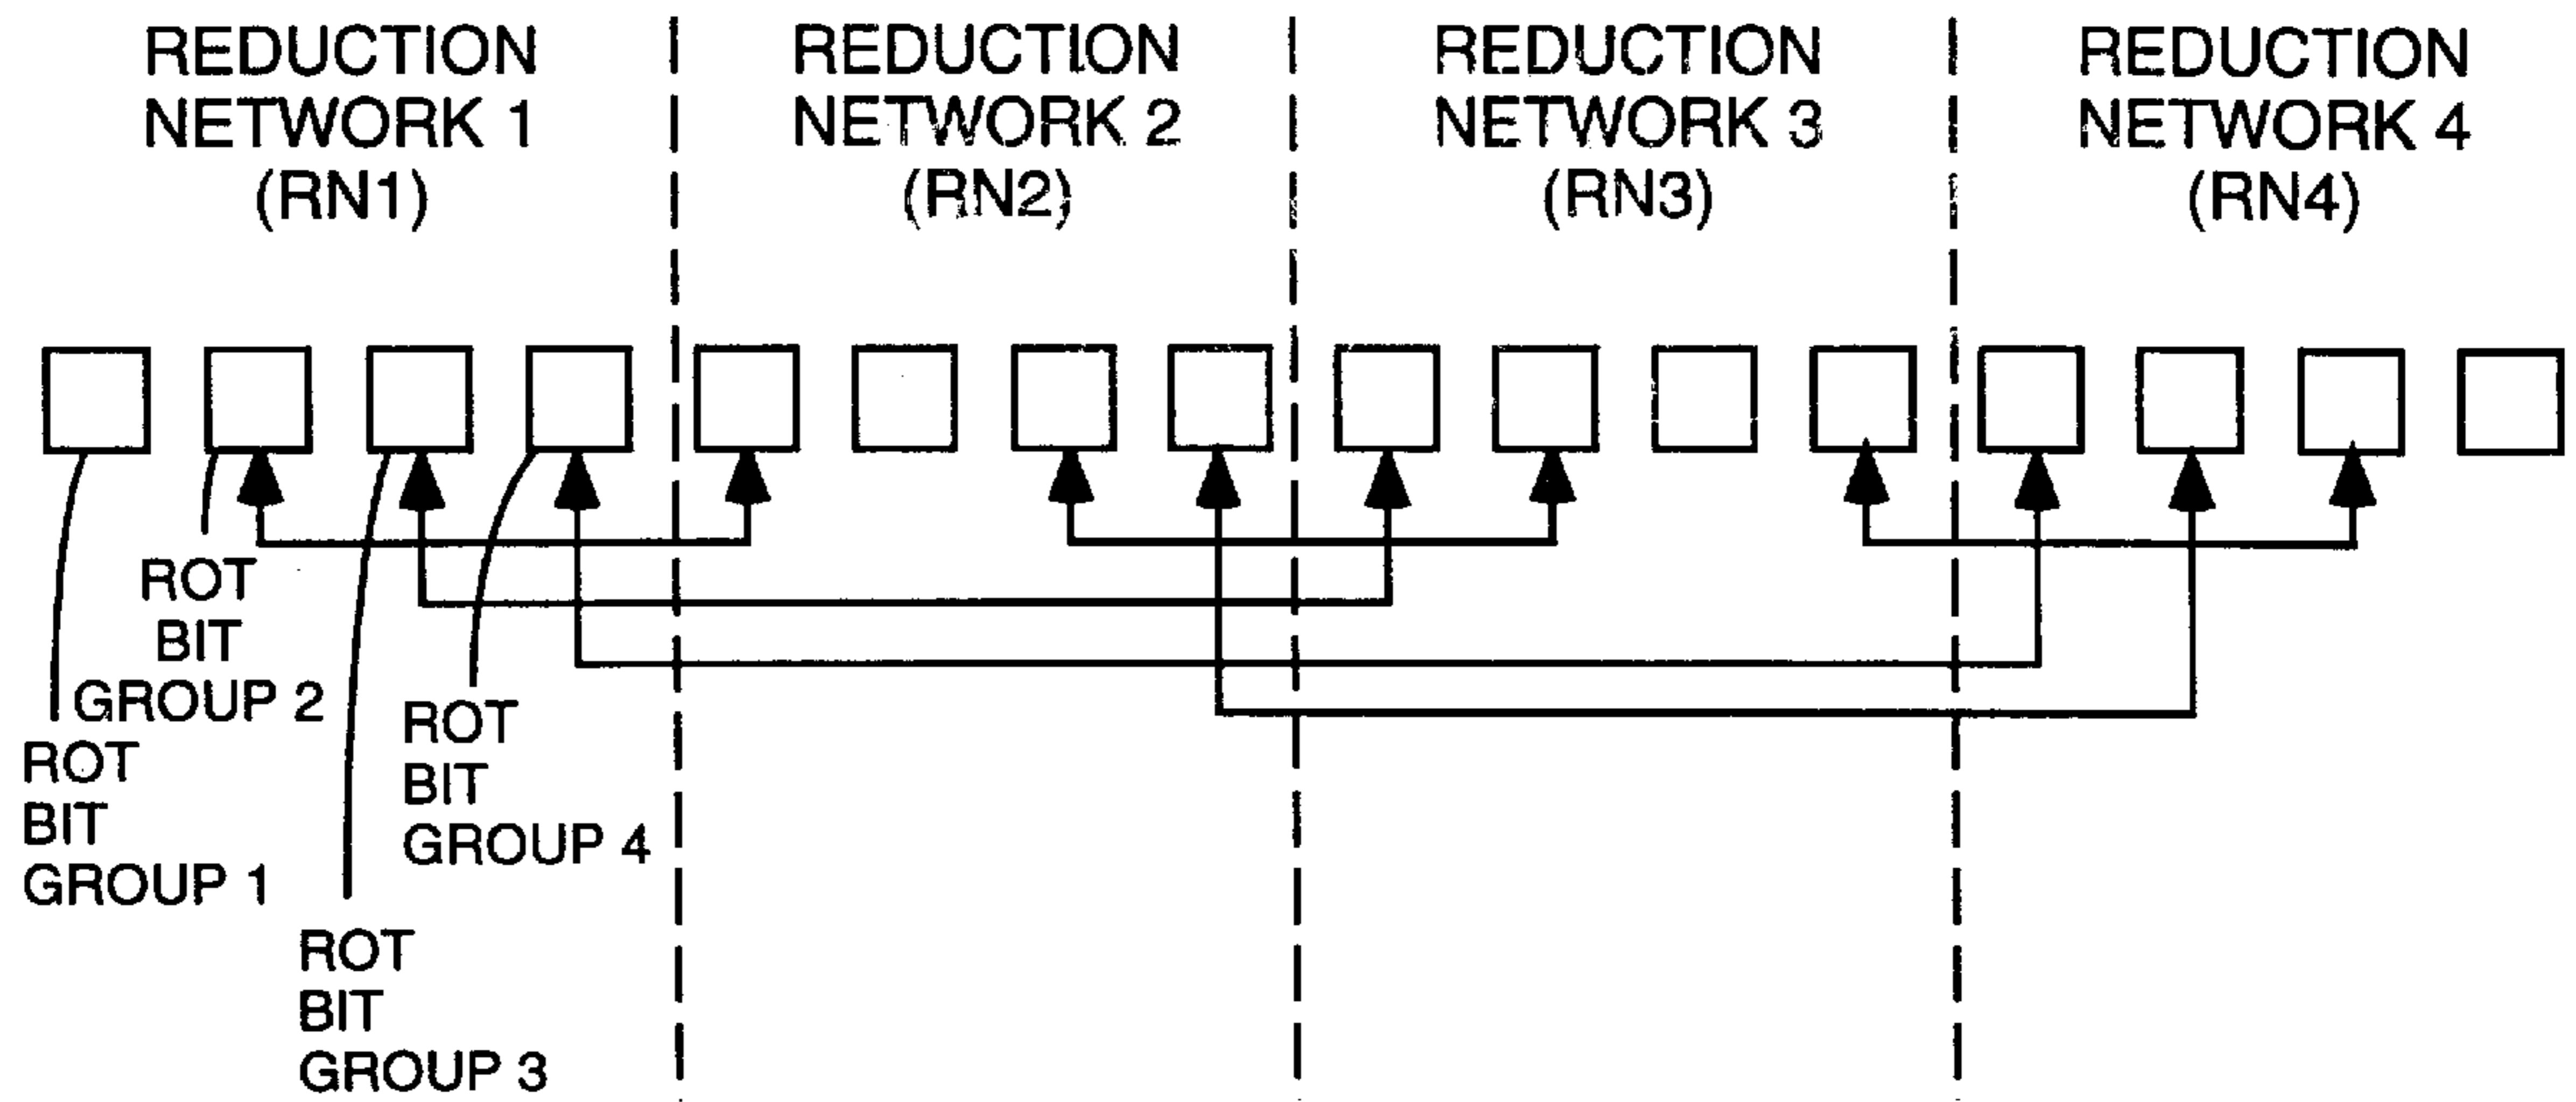 REDUCTION
NETWORK 1
(RN1)
REDUCTION
NETWORK 2
(RN2)
REDUCTION
NETWORK 3
(RN3)
REDUCTION
NETWORK 4
(RN4)
ROT
BIT
GROUP 2
ROT
BIT
GROUP 1
ROT
BIT
GROUP 4
ROT
BIT
GROUP 3